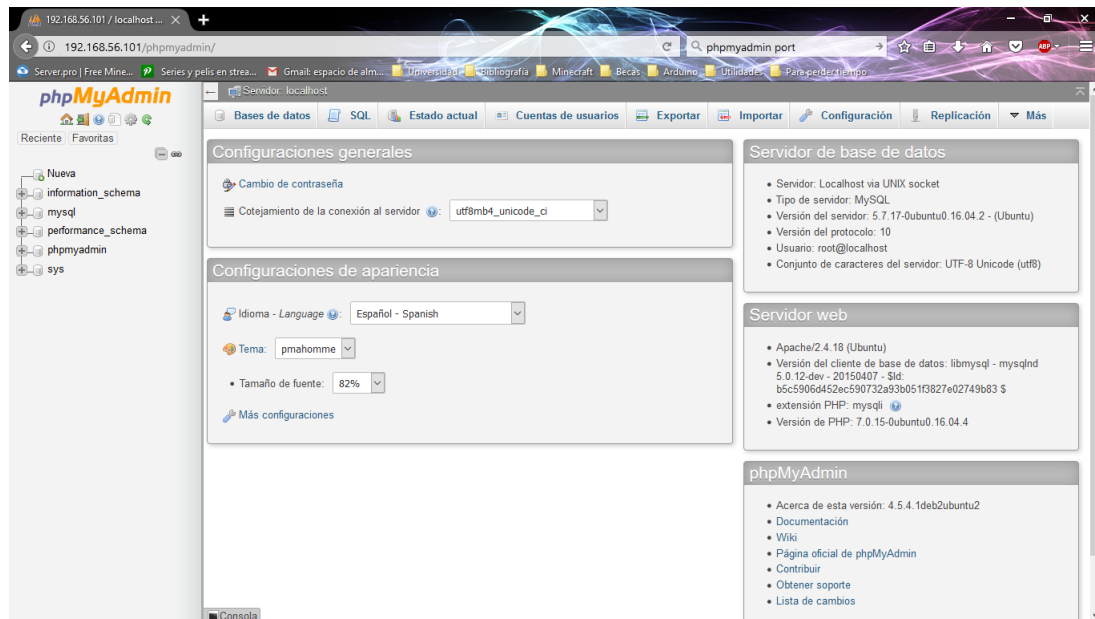 192.168.56.101 / localhost ...
192.168.56.101/phpmyadmin/
phpmyadmin port
ABP
Server.pro | Free Mine...
Series y pelis en strea...
Gmail: espacio de alm...
Universidad
Bibliografía
Minecraft
Becas
Arduino
Utilidades
Para perder tiempo
phpMyAdmin
Reciente
Favoritas
Nueva
information_schema
mysql
performance_schema
phpmyadmin
sys
Servidor: localhost
Bases de datos
SQL
Estado actual
Cuentas de usuarios
Exportar
Importar
Configuración
Replicación
Más
Configuraciones generales
Cambio de contraseña
Cotejamiento de la conexión al servidor : utf8mb4_unicode_ci
Configuraciones de apariencia
Idioma - Language : Español - Spanish
Tema: pmahomme
• Tamaño de fuente: 82%
Más configuraciones
Servidor de base de datos
• Servidor: Localhost via UNIX socket
• Tipo de servidor: MySQL
• Versión del servidor: 5.7.17-0ubuntu0.16.04.2 - (Ubuntu)
• Versión del protocolo: 10
• Usuario: root@localhost
• Conjunto de caracteres del servidor: UTF-8 Unicode (utf8)
Servidor web
• Apache/2.4.18 (Ubuntu)
• Versión del cliente de base de datos: libmysql - mysqlnd
5.0.12-dev - 20150407 - $Id:
b5c5906d452ec590732a93b051f3827e02749b83 $
• extensión PHP: mysqli
• Versión de PHP: 7.0.15-0ubuntu0.16.04.4
phpMyAdmin
• Acerca de esta versión: 4.5.4.1deb2ubuntu2
• Documentación
• Wiki
• Página oficial de phpMyAdmin
• Contribuir
• Obtener soporte
• Lista de cambios
Consola